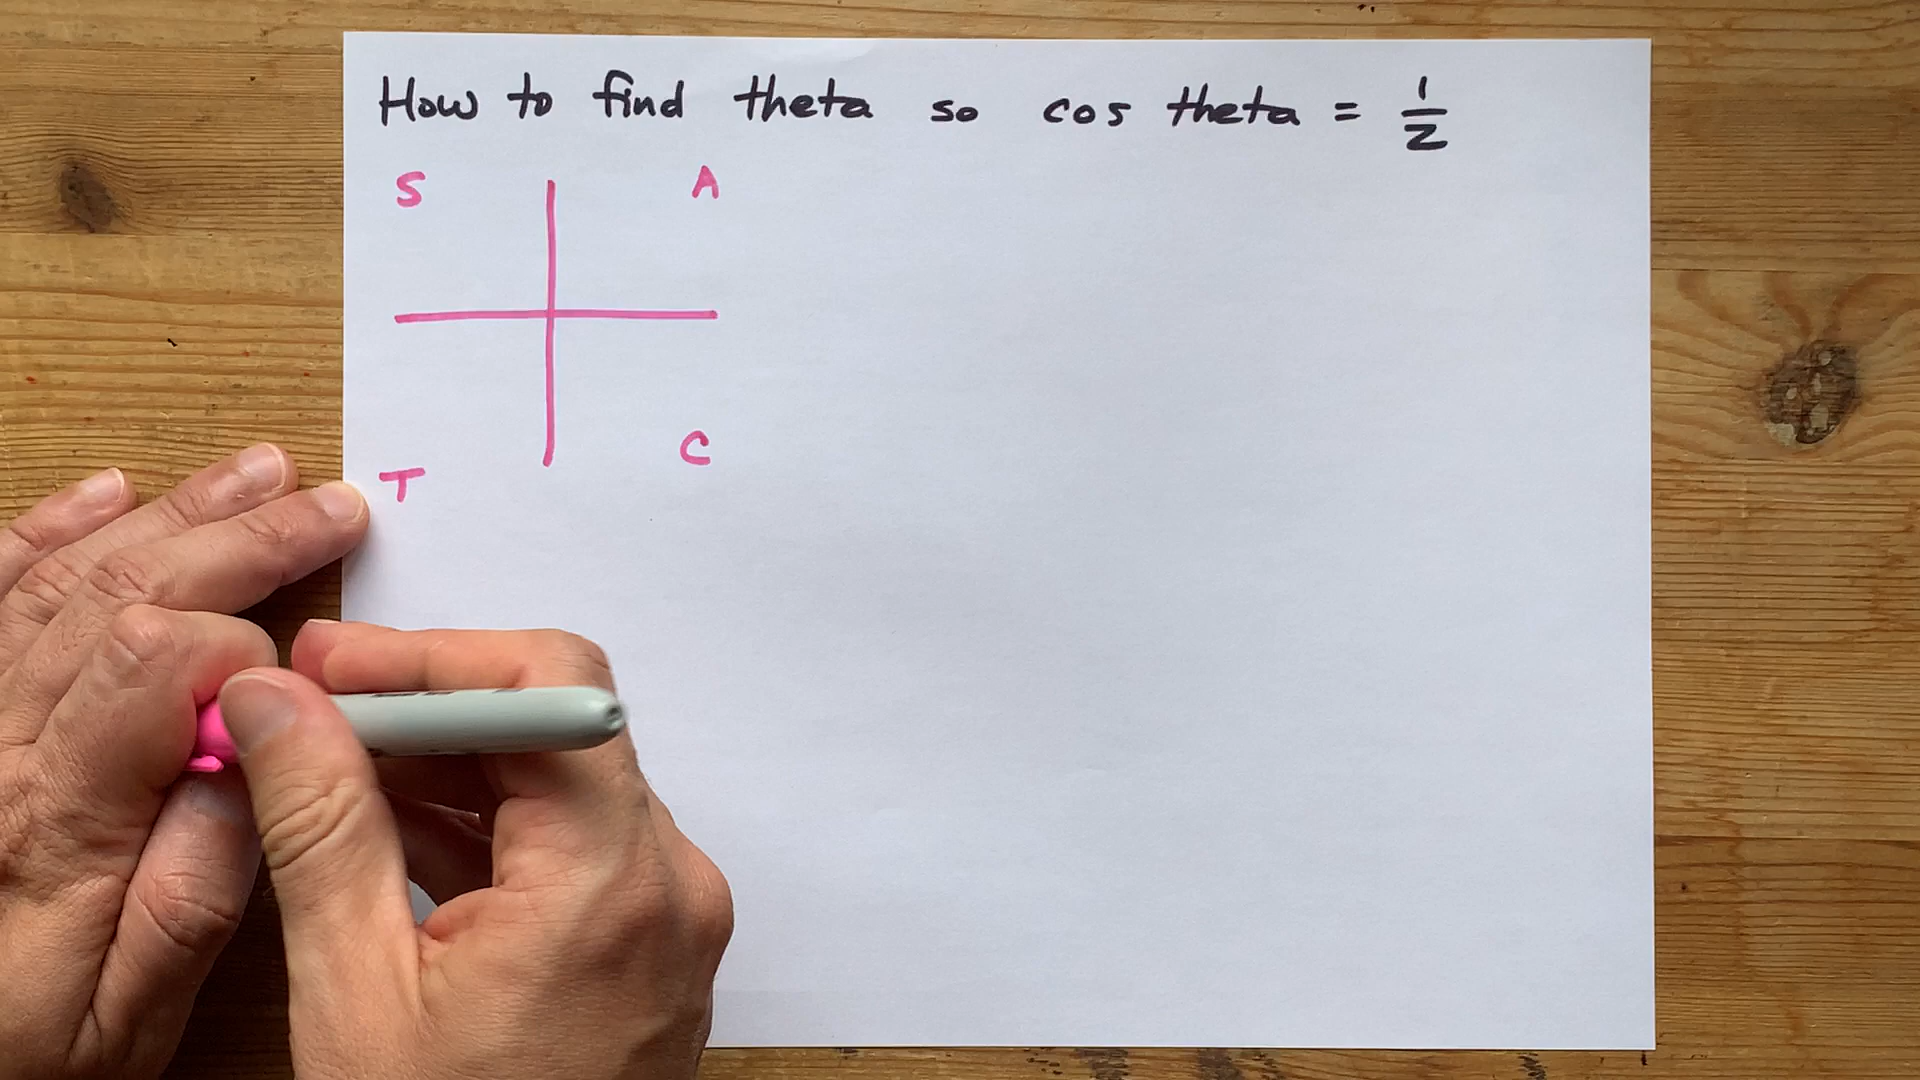 How to find theta so cos theta = 1/2
S A
T C